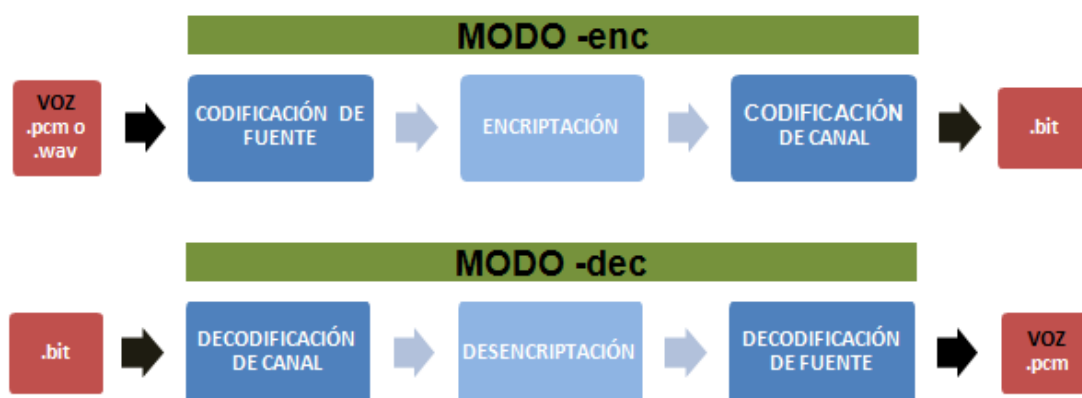 MODO -enc
VOZ
.pcm o
.wav
CODIFICACIÓN DE
FUENTE
ENCRIPTACIÓN
CODIFICACIÓN
DE CANAL
.bit
MODO -dec
.bit
DECODIFICACIÓN
DE CANAL
DESENCRIPTACIÓN
DECODIFICACIÓN
DE FUENTE
VOZ
.pcm